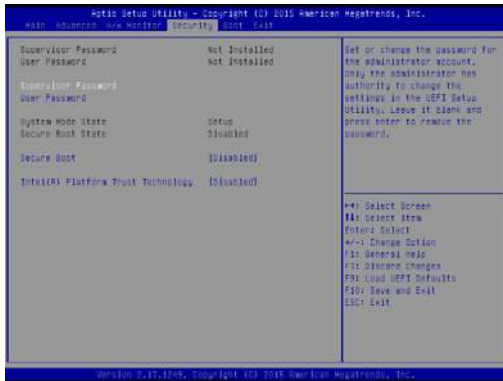 Aptio Setup Utility - Copyright (C) 2015 American Megatrends, Inc.
Main Advanced H/W Monitor Security Boot Exit
Supervisor Password Not Installed
User Password Not Installed
Supervisor Password
User Password
System Mode State Setup
Secure Boot State Disabled
Secure Boot [Disabled]
Intel(R) Platform Trust Technology [Disabled]
Set or change the password for
the administrator account.
Only the administrator has
authority to change the
settings in the UEFI Setup
Utility. Leave it blank and
press enter to remove the
password.
→←: Select Screen
↑↓: Select Item
Enter: Select
+/-: Change Option
F1: General Help
F7: Discard Changes
F9: Load UEFI Defaults
F10: Save and Exit
ESC: Exit
Version 2.17.1249. Copyright (C) 2015 American Megatrends, Inc.